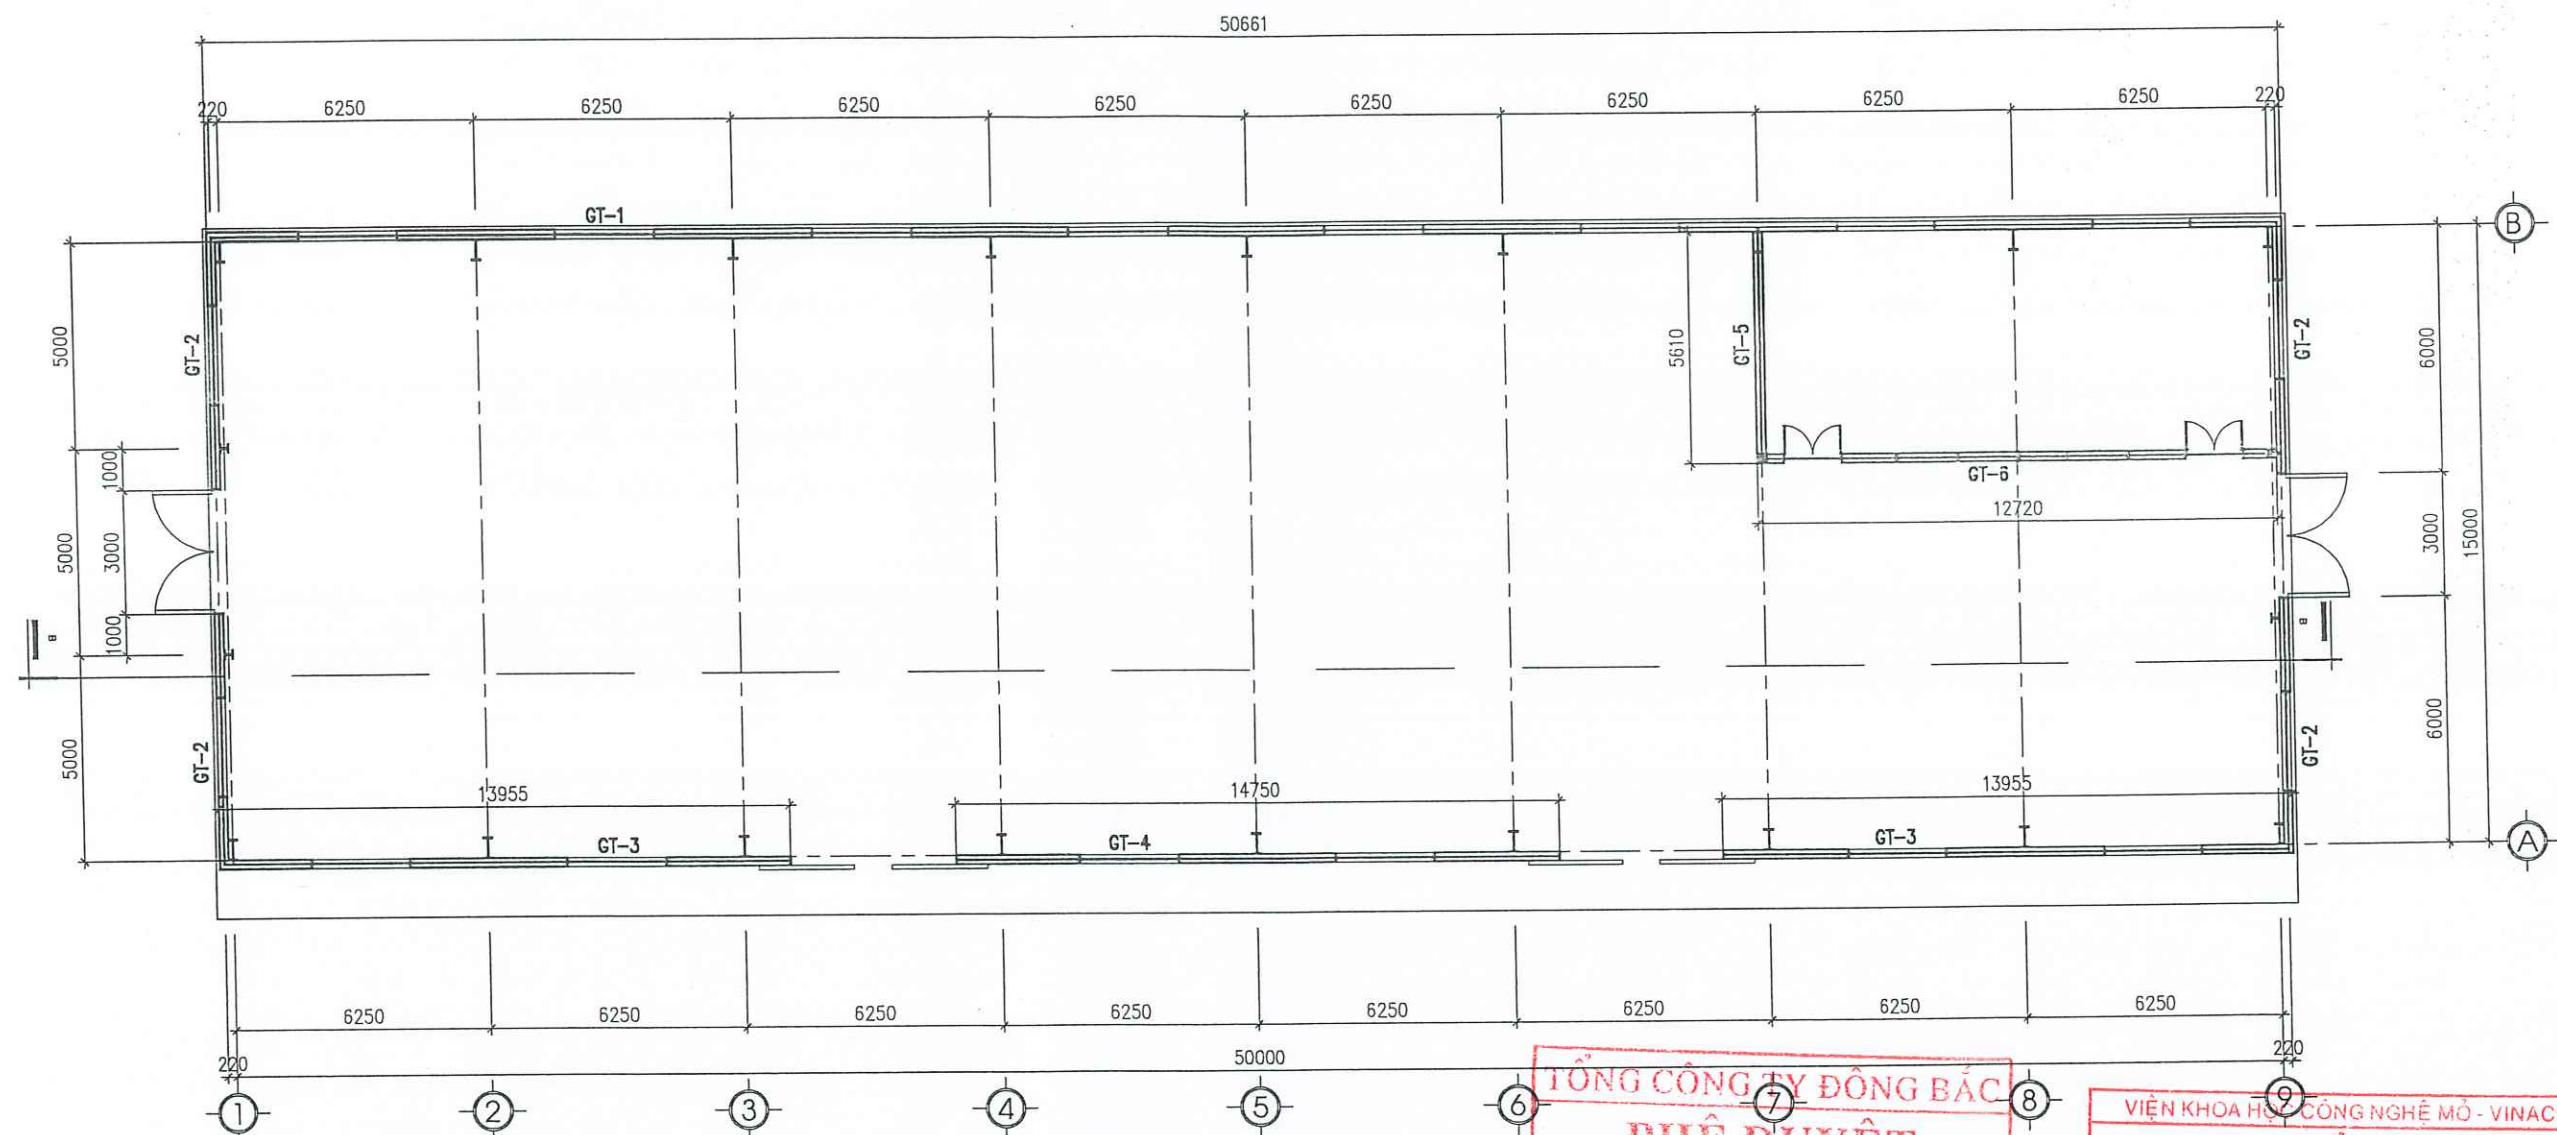 50661
220 6250 6250 6250 6250 6250 6250 6250 6250 220
GT-1
B
5000
GT-2
5610
GT-5
GT-2
6000
1000
GT-6
12720
5000
3000
3000
15000
1000
B
B
5000
GT-2
6000
GT-2
13955
14750
13955
GT-3
GT-4
GT-3
A
6250 6250 6250 6250 6250 6250 6250 6250
220
50000
220
TỔNG CÔNG TY ĐÔNG BẮC
PHÊ DUYỆT
VIỆN KHOA HỌC CÔNG NGHỆ MỎ - VINAC
1 2 3 4 5 6 7 8 9